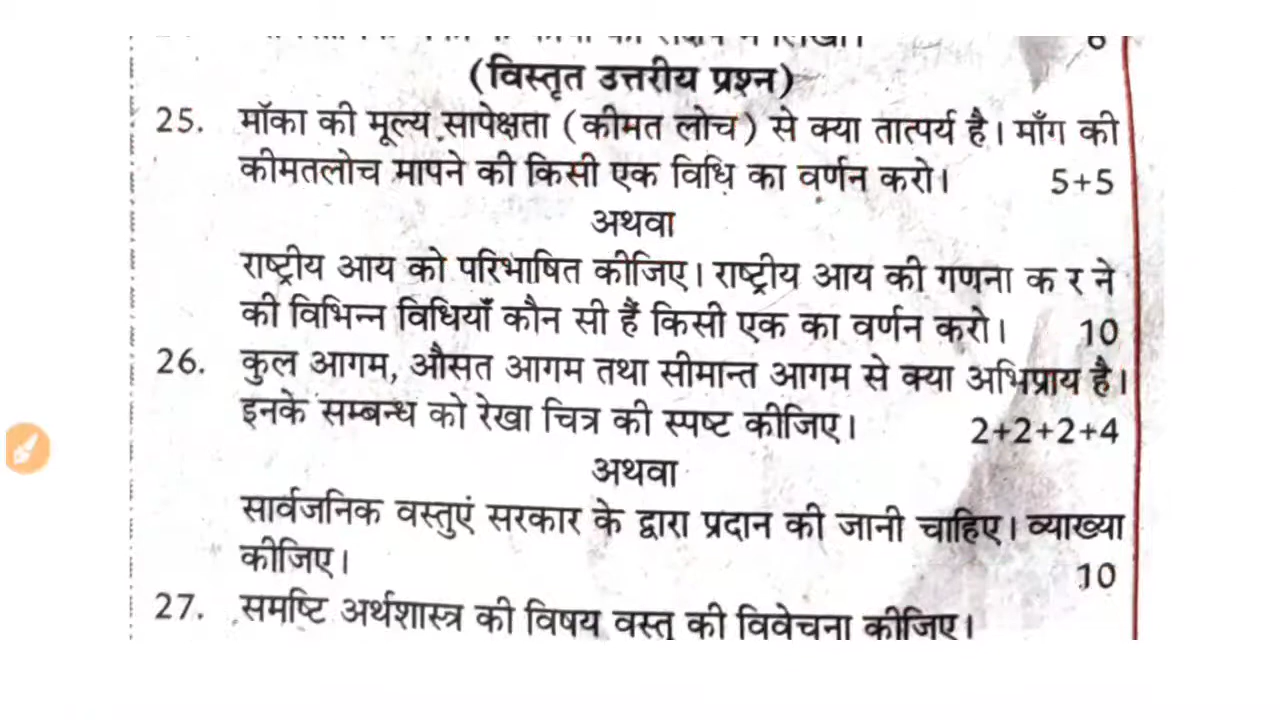 (विस्तृत उत्तरीय प्रश्न)
25. मॉका की मूल्य सापेक्षता (कीमत लोच) से क्या तात्पर्य है। माँग की
कीमतलोच मापने की किसी एक विधि का वर्णन करो। 5+5
अथवा
राष्ट्रीय आय को परिभाषित कीजिए। राष्ट्रीय आय की गणना क र ने
की विभिन्न विधियाँ कौन सी हैं किसी एक का वर्णन करो। 10
26. कुल आगम, औसत आगम तथा सीमान्त आगम से क्या अभिप्राय है।
इनके सम्बन्ध को रेखा चित्र की स्पष्ट कीजिए। 2+2+2+4
अथवा
सार्वजनिक वस्तुएं सरकार के द्वारा प्रदान की जानी चाहिए। व्याख्या
कीजिए। 10
27. समष्टि अर्थशास्त्र की विषय वस्तु की विवेचना कीजिए।